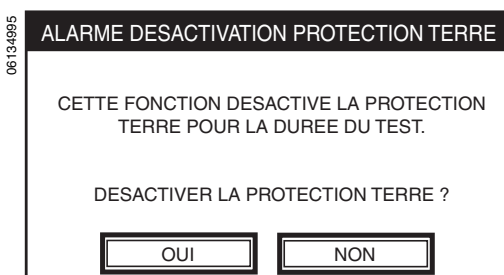 06134995
ALARME DESACTIVATION PROTECTION TERRE
CETTE FONCTION DESACTIVE LA PROTECTION
TERRE POUR LA DUREE DU TEST.
DESACTIVER LA PROTECTION TERRE ?
OUI
NON